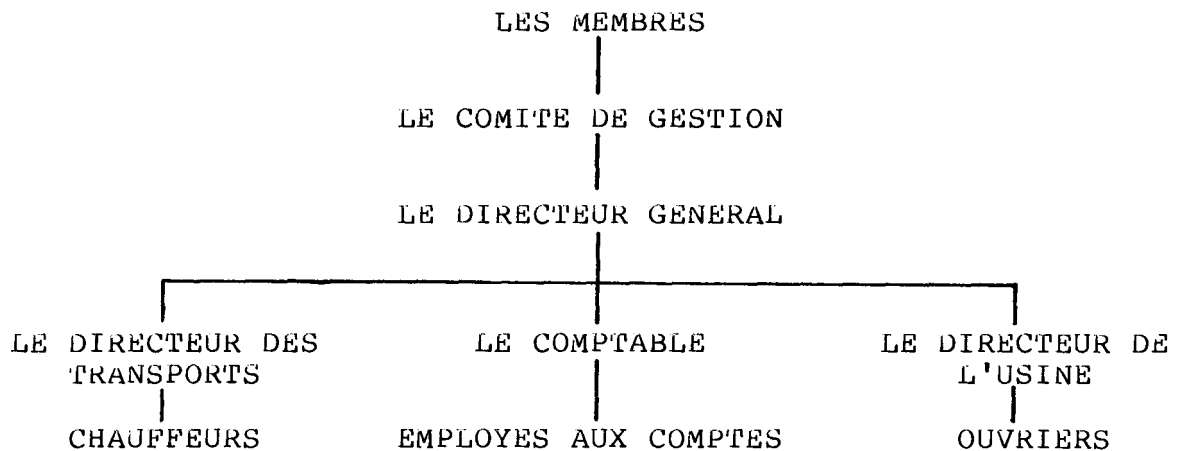 LES MEMBRES
LE COMITE DE GESTION
LE DIRECTEUR GENERAL
LE DIRECTEUR DES
TRANSPORTS
LE COMPTABLE
LE DIRECTEUR DE
L'USINE
CHAUFFEURS
EMPLOYES AUX COMPTES
OUVRIERS